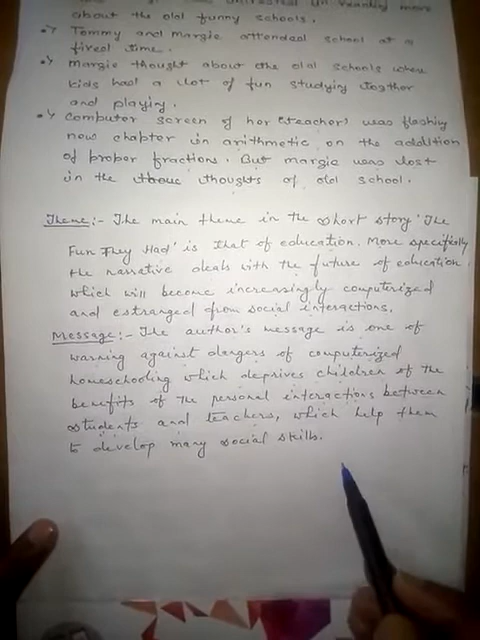 interested in reading more
about the old funny schools.
•> Tommy and Margie attended school at a
fixed time.
•> Margie thought about the old schools when
kids had a lot of fun studying together
and playing.
•> Computer screen of her 'teacher' was flashing
new chapter in arithmetic on the addition
of proper fractions. But Margie was lost
in the thoughts of old school.
Theme:- The main theme in the short story 'The
Fun They Had' is that of education. More specifically
the narrative deals with the future of education,
which will become increasingly computerized
and estranged from social interactions.
Message:- The author's message is one of
warning against dangers of computerized
homeschooling which deprives children of the
benefits of the personal interactions between
students and teachers, which help them
to develop many social skills.